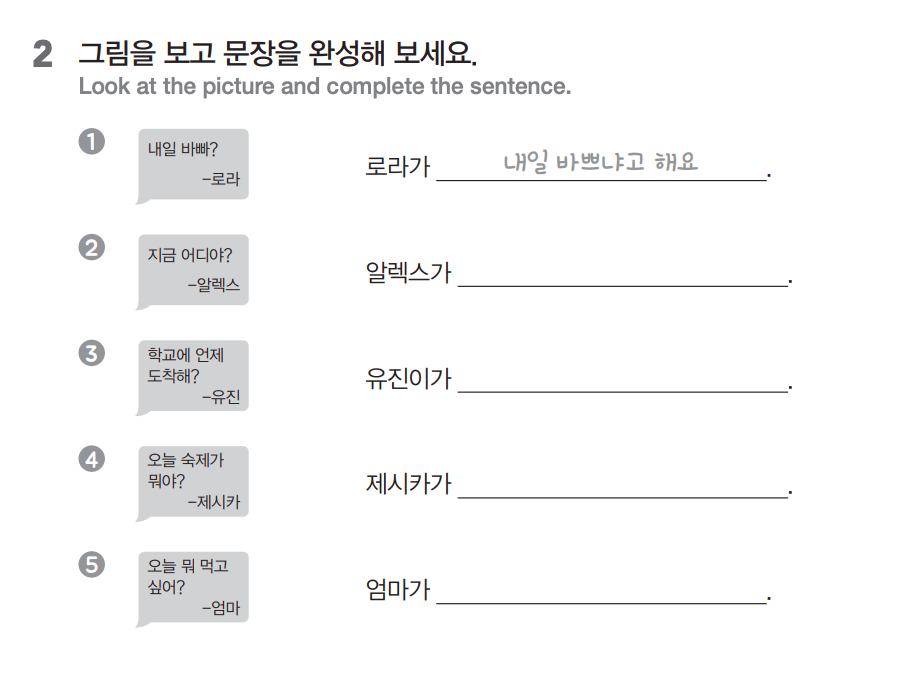 2 그림을 보고 문장을 완성해 보세요.
Look at the picture and complete the sentence.
1 내일 바빠?
–로라
로라가 내일 바쁘냐고 해요.
2 지금 어디야?
–알렉스
알렉스가 .
3 학교에 언제
도착해?
–유진
유진이가 .
4 오늘 숙제가
뭐야?
–제시카
제시카가 .
5 오늘 뭐 먹고
싶어?
–엄마
엄마가 .